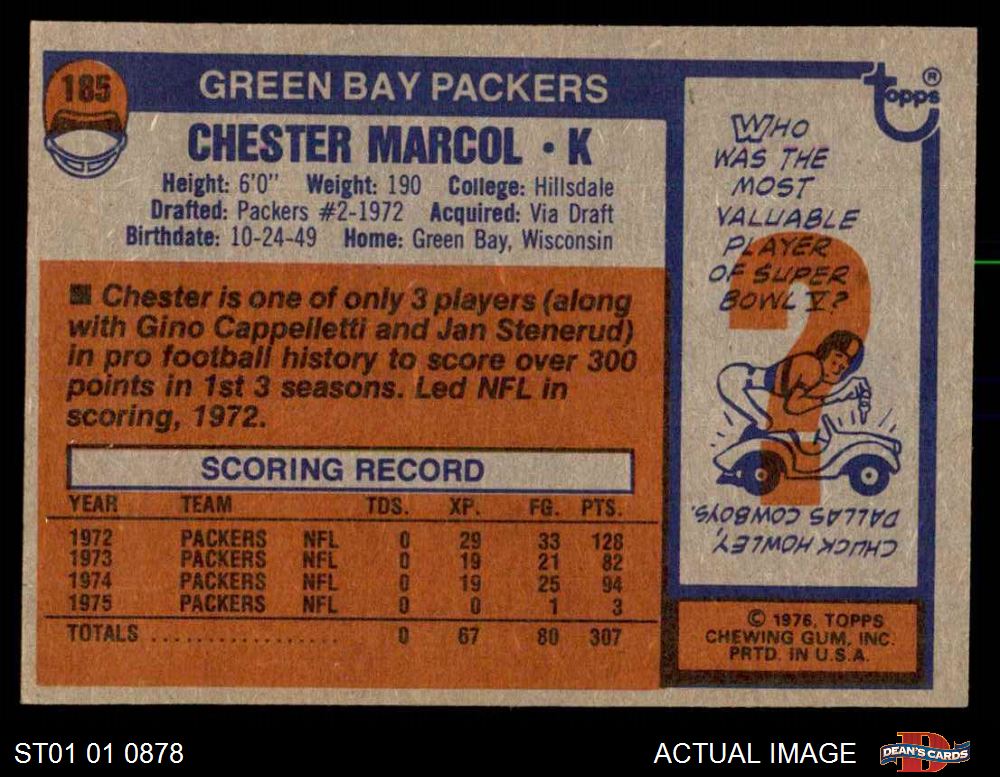 185
GREEN BAY PACKERS
Topps ®
CHESTER MARCOL • K
Height: 6'0" Weight: 190 College: Hillsdale
Drafted: Packers #2-1972 Acquired: Via Draft
Birthdate: 10-24-49 Home: Green Bay, Wisconsin
■ Chester is one of only 3 players (along
with Gino Cappelletti and Jan Stenerud)
in pro football history to score over 300
points in 1st 3 seasons. Led NFL in
scoring, 1972.
SCORING RECORD
YEAR TEAM TDS. XP. FG. PTS.
1972 PACKERS NFL 0 29 33 128
1973 PACKERS NFL 0 19 21 82
1974 PACKERS NFL 0 19 25 94
1975 PACKERS NFL 0 0 1 3
TOTALS .................. 0 67 80 307
WHO
WAS THE
MOST
VALUABLE
PLAYER
OF SUPER
BOWL V?
?
CHUCK HOWLEY,
DALLAS COWBOYS.
© 1976, TOPPS
CHEWING GUM, INC.
PRTD. IN U.S.A.
ST01 01 0878
ACTUAL IMAGE
D
DEAN'S CARDS